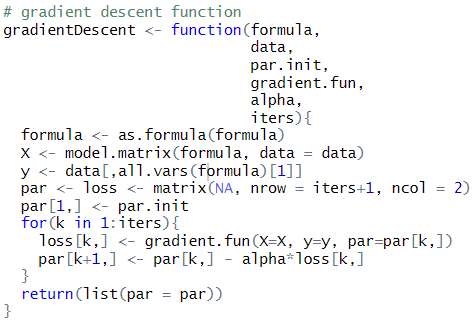 # gradient descent function
gradientDescent <- function(formula,
                            data,
                            par.init,
                            gradient.fun,
                            alpha,
                            iters){
  formula <- as.formula(formula)
  X <- model.matrix(formula, data = data)
  y <- data[,all.vars(formula)[1]]
  par <- loss <- matrix(NA, nrow = iters+1, ncol = 2)
  par[1,] <- par.init
  for(k in 1:iters){
    loss[k,] <- gradient.fun(X=X, y=y, par=par[k,])
    par[k+1,] <- par[k,] - alpha*loss[k,]
  }
  return(list(par = par))
}